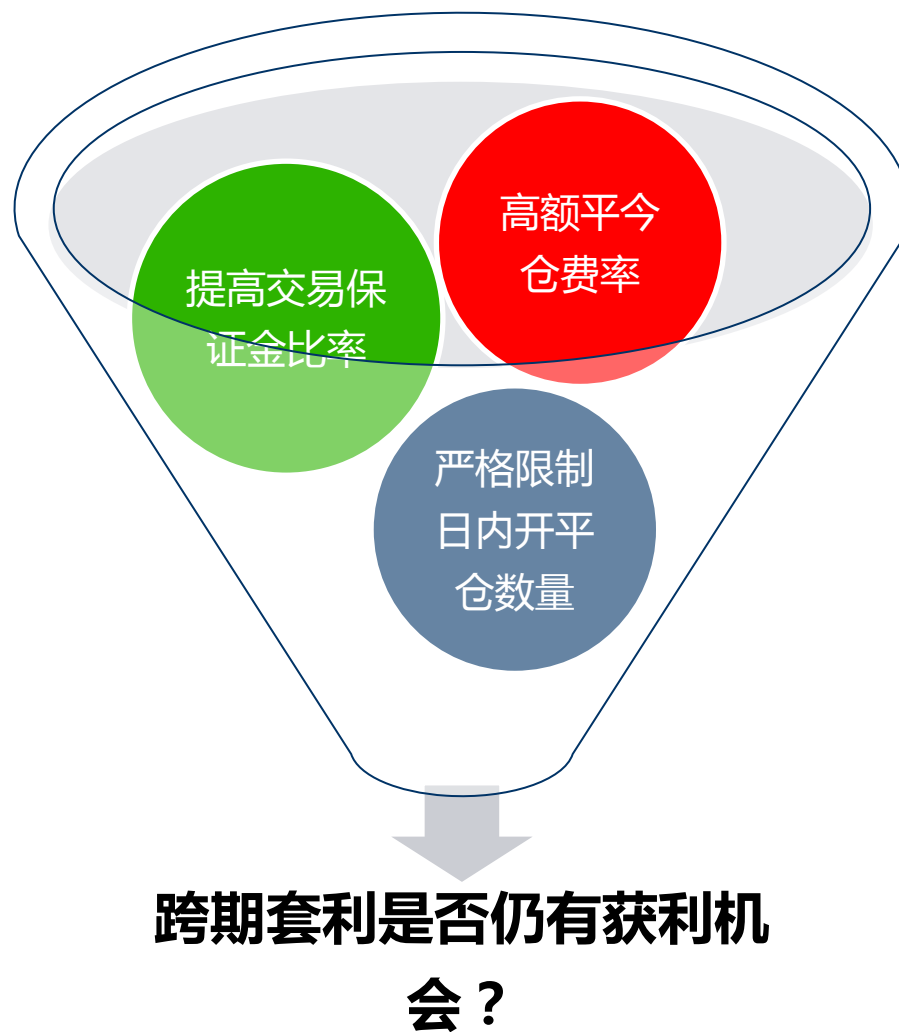 高额平今
仓费率
提高交易保
证金比率
严格限制
日内开平
仓数量
跨期套利是否仍有获利机
会？